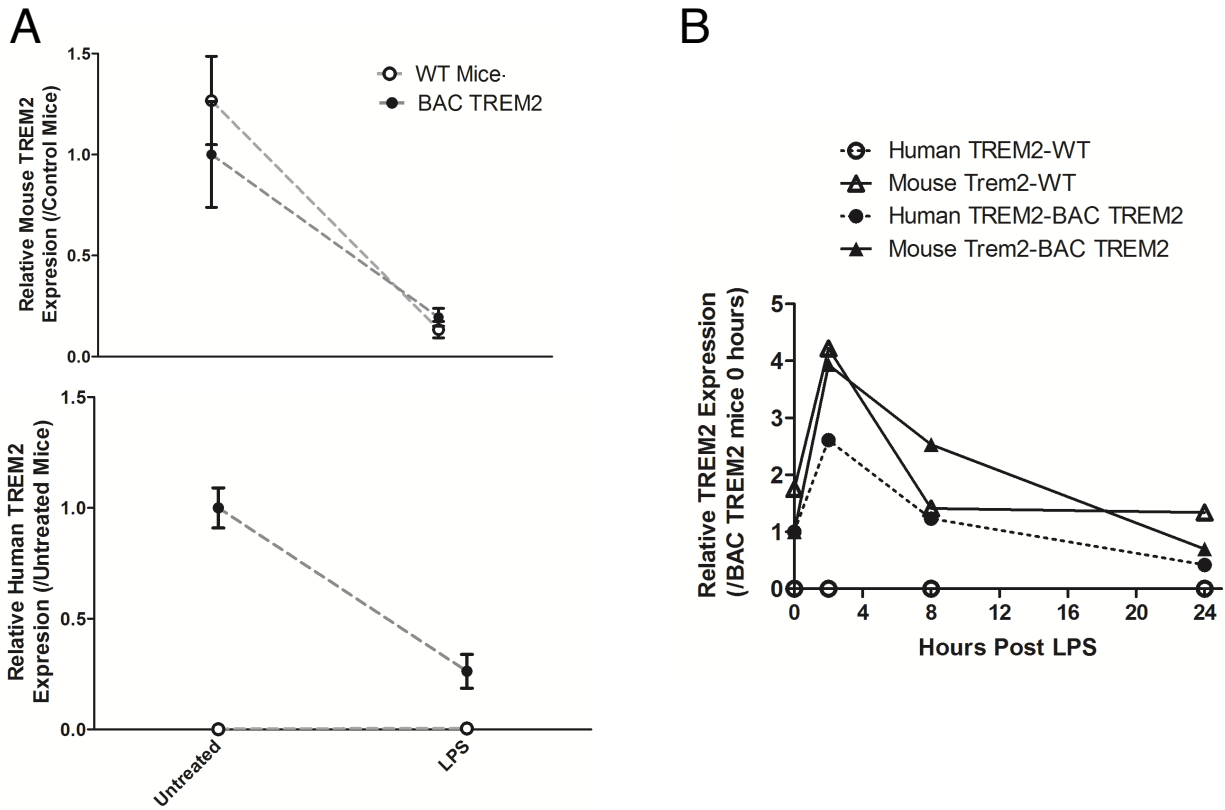 A
1.5
1.0
0.5
0.0
Relative Mouse TREM2
Expresion (/Control Mice)
WT Mice
BAC TREM2
1.5
1.0
0.5
0.0
Relative Human TREM2
Expresion (/Untreated Mice)
Untreated
LPS
B
Human TREM2-WT
Mouse Trem2-WT
Human TREM2-BAC TREM2
Mouse Trem2-BAC TREM2
Relative TREM2 Expression
(/BAC TREM2 mice 0 hours)
5
4
3
2
1
0
0 4 8 12 16 20 24
Hours Post LPS